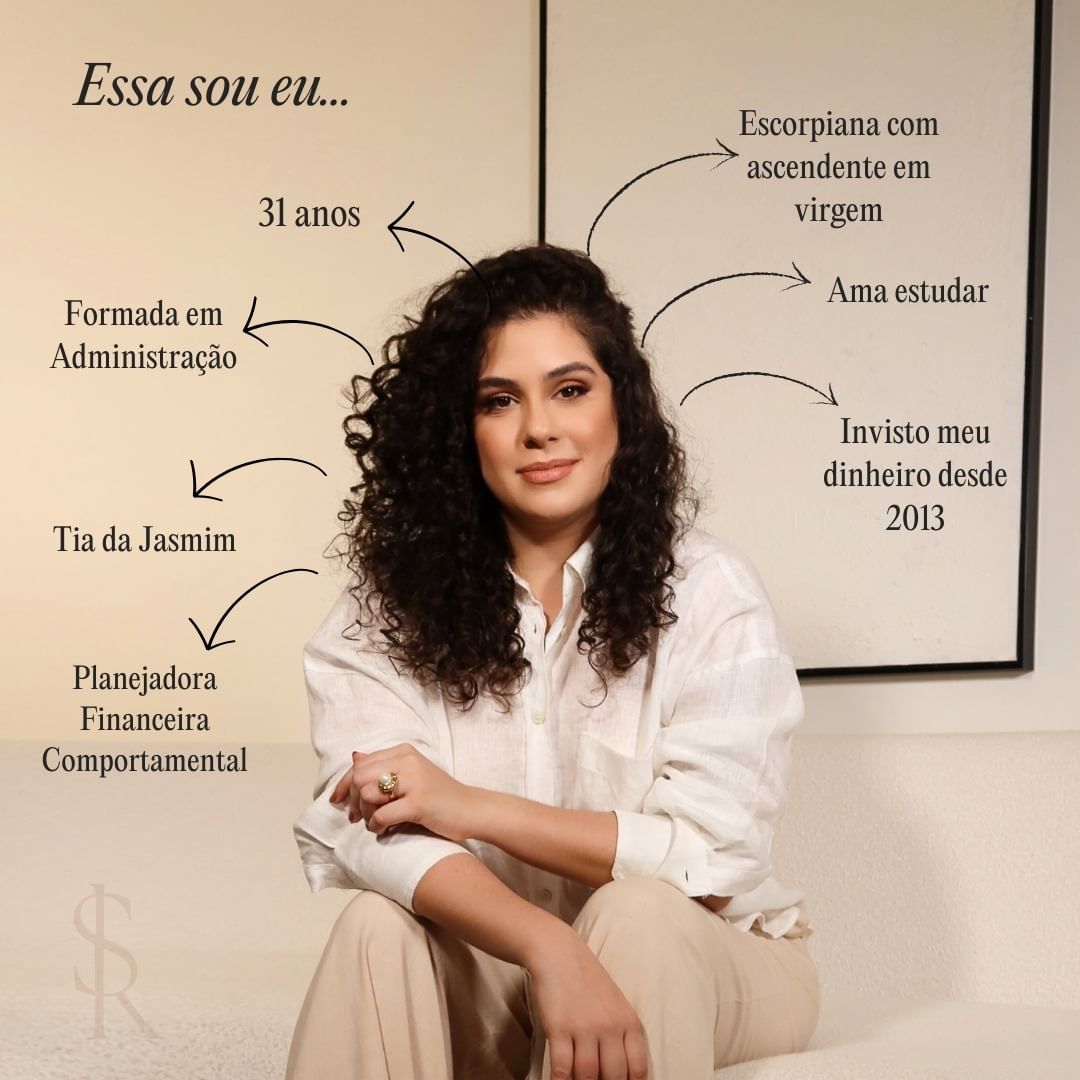 Essa sou eu...
31 anos
Formada em
Administração
Tia da Jasmim
Planejadora
Financeira
Comportamental
Escorpiana com
ascendente em
virgem
Ama estudar
Invisto meu
dinheiro desde
2013
SR